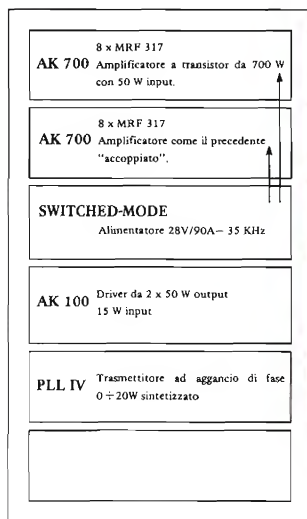 8 x MRF 317
AK 700 Amplificatore a transistor da 700 W
con 50 W input.
8 x MRF 317
AK 700 Amplificatore come il precedente
"accoppiato".
SWITCHED-MODE
Alimentatore 28V/90A– 35 KHz
AK 100 Driver da 2 x 50 W output
15 W input
PLL IV Trasmettitore ad aggancio di fase
0÷20W sintetizzato